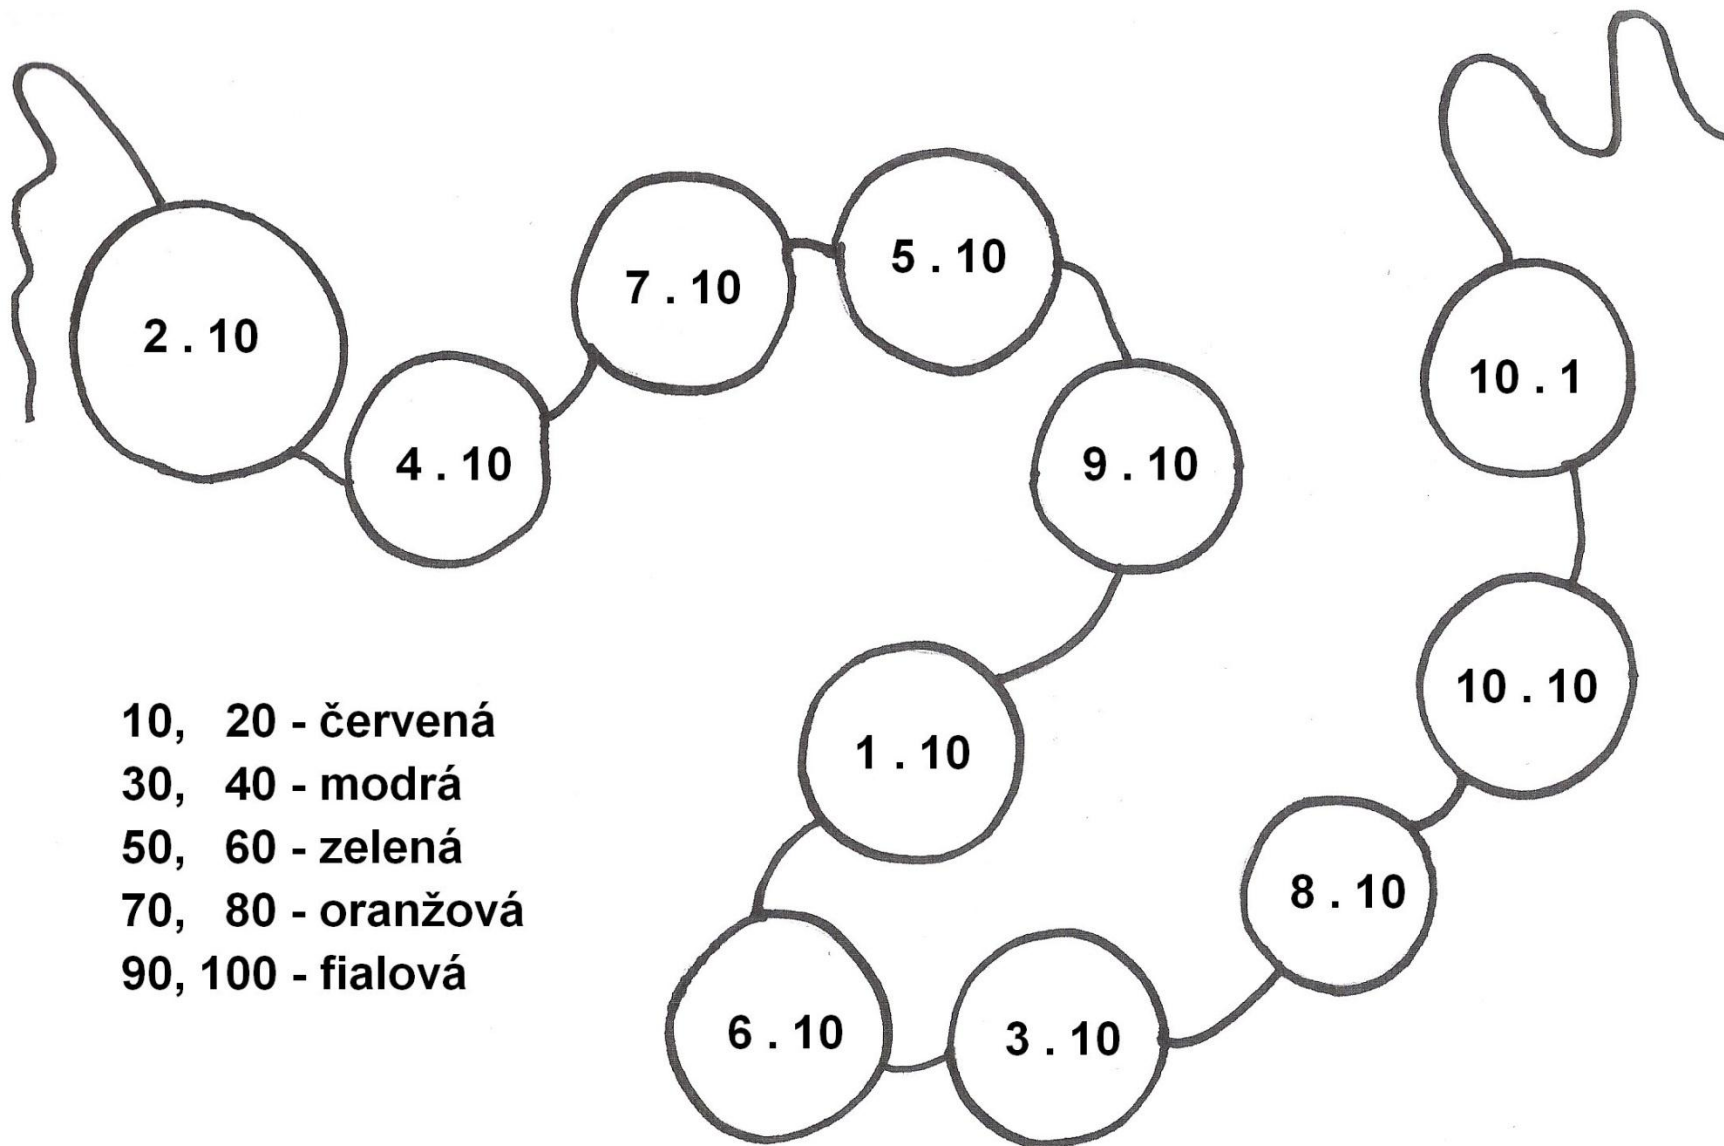 2 . 10
4 . 10
7 . 10
5 . 10
9 . 10
1 . 10
6 . 10
3 . 10
8 . 10
10 . 10
10 . 1
10, 20 - červená
30, 40 - modrá
50, 60 - zelená
70, 80 - oranžová
90, 100 - fialová